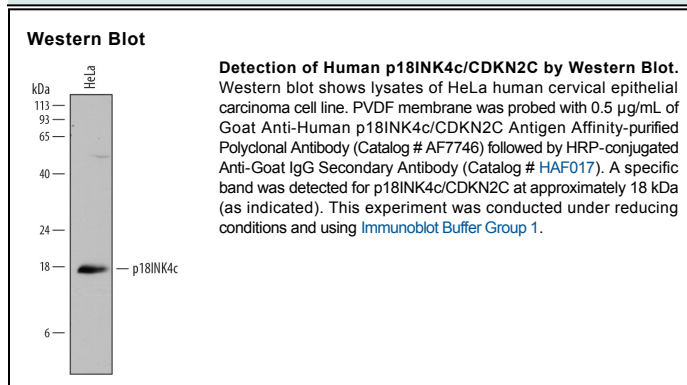 Western Blot
HeLa
kDa
113
93
65
40
24
18
6
p18INK4c
Detection of Human p18INK4c/CDKN2C by Western Blot.
Western blot shows lysates of HeLa human cervical epithelial
carcinoma cell line. PVDF membrane was probed with 0.5 µg/mL of
Goat Anti-Human p18INK4c/CDKN2C Antigen Affinity-purified
Polyclonal Antibody (Catalog # AF7746) followed by HRP-conjugated
Anti-Goat IgG Secondary Antibody (Catalog # HAF017). A specific
band was detected for p18INK4c/CDKN2C at approximately 18 kDa
(as indicated). This experiment was conducted under reducing
conditions and using Immunoblot Buffer Group 1.